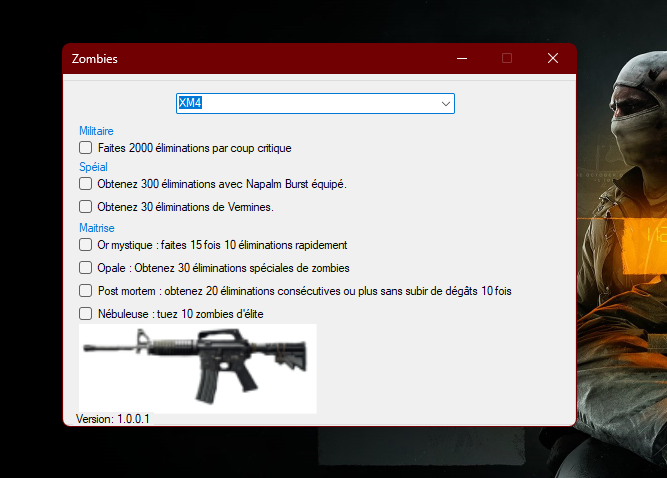 Zombies
XM4
Militaire
Faites 2000 éliminations par coup critique
Spéial
Obtenez 300 éliminations avec Napalm Burst équipé.
Obtenez 30 éliminations de Vermines.
Maitrise
Or mystique : faites 15 fois 10 éliminations rapidement
Opale : Obtenez 30 éliminations spéciales de zombies
Post mortem : obtenez 20 éliminations consécutives ou plus sans subir de dégâts 10 fois
Nébuleuse : tuez 10 zombies d'élite
Version: 1.0.0.1